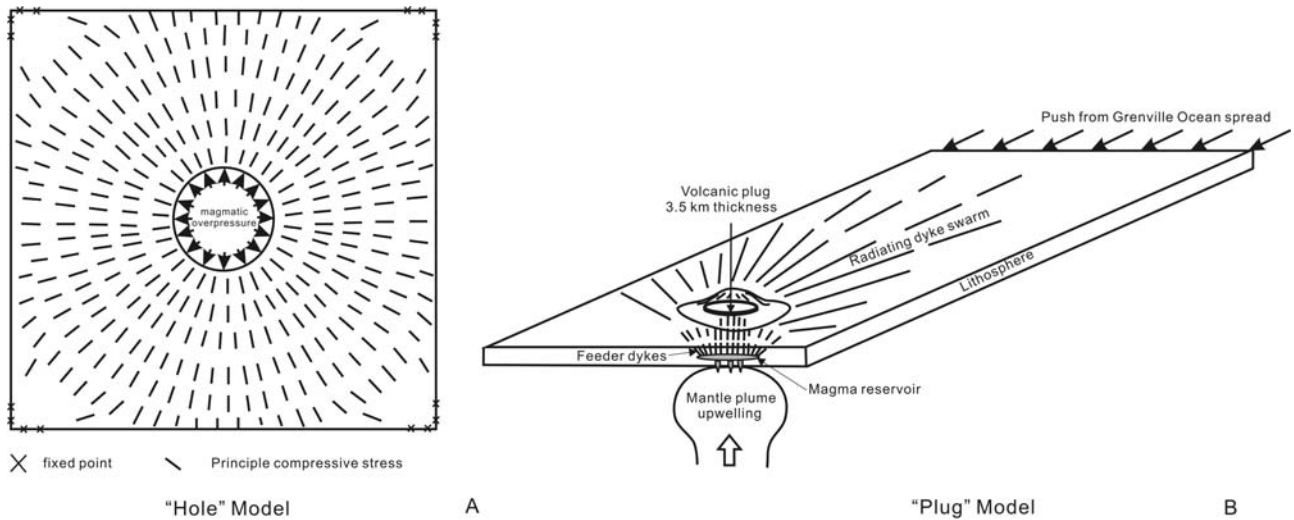 magmatic
overpressure
× fixed point
Principle compressive stress
"Hole" Model
A
Push from Grenville Ocean spread
Volcanic plug
3.5 km thickness
Radiating dyke swarm
Lithosphere
Feeder dykes
Magma reservoir
Mantle plume
upwelling
"Plug" Model
B